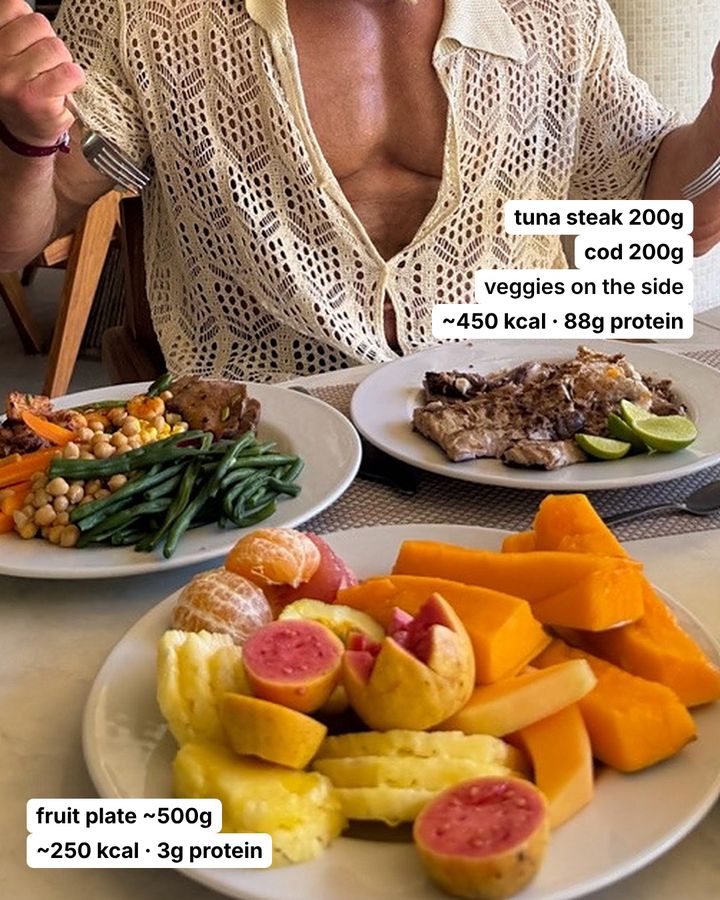 tuna steak 200g
cod 200g
veggies on the side
~450 kcal · 88g protein
fruit plate ~500g
~250 kcal · 3g protein